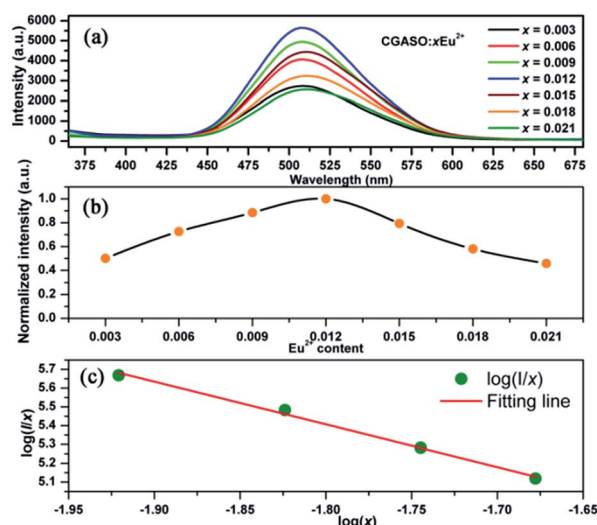 (a)
CGASO:xEu²⁺
x = 0.003
x = 0.006
x = 0.009
x = 0.012
x = 0.015
x = 0.018
x = 0.021
Intensity (a.u.)
6000
5000
4000
3000
2000
1000
0
375 400 425 450 475 500 525 550 575 600 625 650 675
Wavelength (nm)
(b)
Normalized intensity (a.u.)
1.0
0.8
0.6
0.4
0.2
0.0
0.003 0.006 0.009 0.012 0.015 0.018 0.021
Eu²⁺ content
(c)
log(I/x)
Fitting line
log(I/x)
5.7
5.6
5.5
5.4
5.3
5.2
5.1
-1.95 -1.90 -1.85 -1.80 -1.75 -1.70 -1.65
log(x)